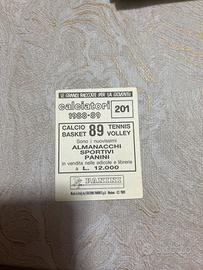 LE GRANDI RACCOLTE PER LA GIOVENTÙ
calciatori
1988-89
201
CALCIO 89 TENNIS
BASKET VOLLEY
Sono i nuovissimi
ALMANACCHI
SPORTIVI
PANINI
in vendita nelle edicole e librerie
a L. 12.000
PANINI